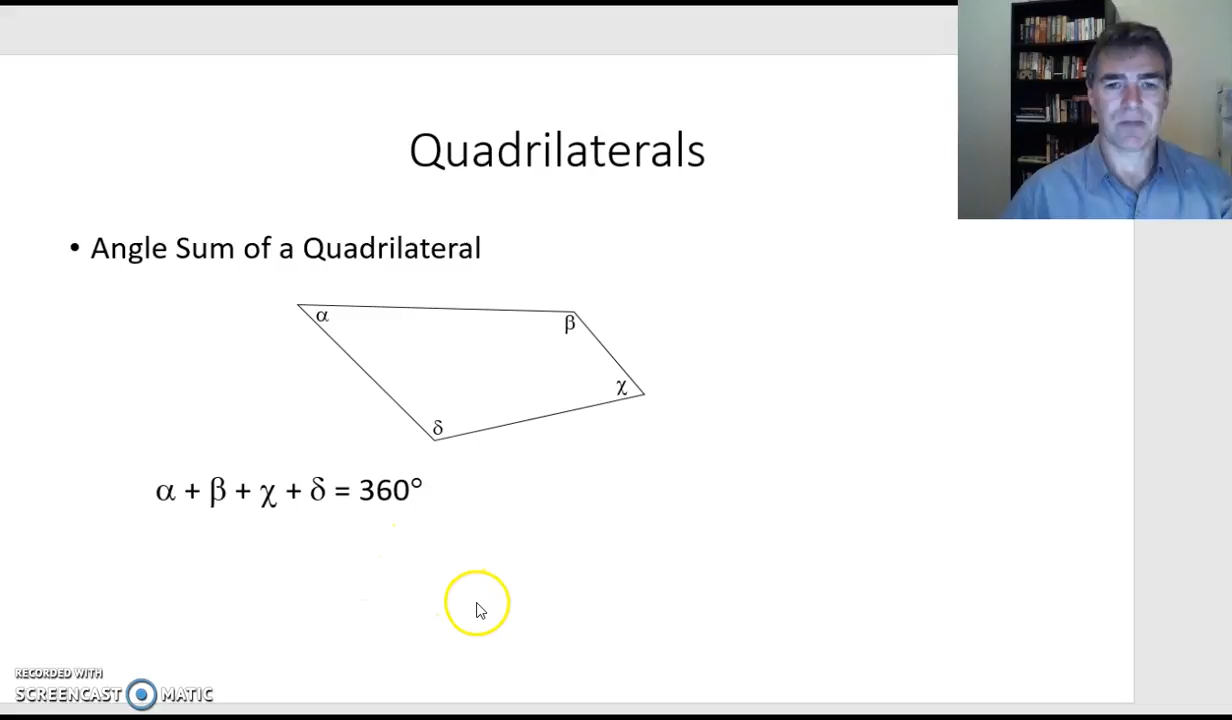 Quadrilaterals
• Angle Sum of a Quadrilateral
α
β
χ
δ
α + β + χ + δ = 360°
RECORDED WITH
SCREENCAST MATIC